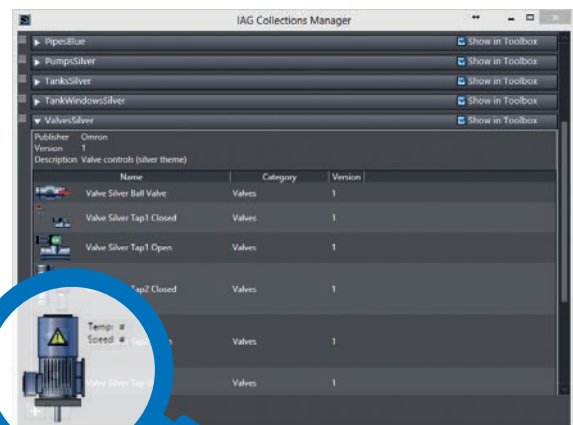 IAG Collections Manager
PipesBlue Show in Toolbox
PumpsSilver Show in Toolbox
TanksSilver Show in Toolbox
TankWindowsSilver Show in Toolbox
ValvesSilver Show in Toolbox
Publisher Omron
Version 1
Description Valve controls (silver theme)
Name Category Version
Valve Silver Ball Valve Valves 1
Valve Silver Tap1 Closed Valves 1
Valve Silver Tap1 Open Valves 1
Tap2 Closed Valves 1
Temp: #
Speed: #
Valves 1
Valve Silver Tap Valves 1